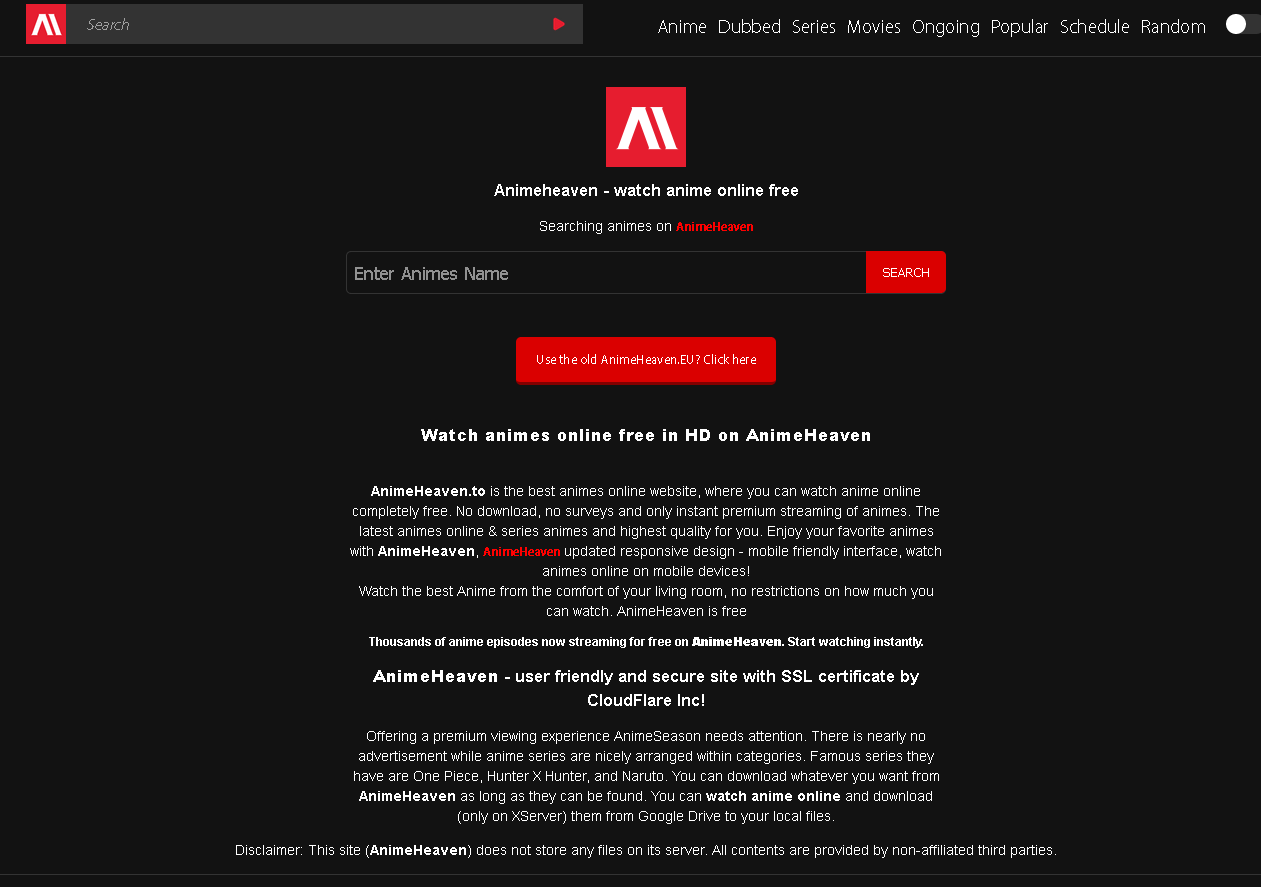 Search
Anime Dubbed Series Movies Ongoing Popular Schedule Random
Animeheaven - watch anime online free
Searching animes on AnimeHeaven
Enter Animes Name
SEARCH
Use the old AnimeHeaven.EU? Click here
Watch animes online free in HD on AnimeHeaven
AnimeHeaven.to is the best animes online website, where you can watch anime online
completely free. No download, no surveys and only instant premium streaming of animes. The
latest animes online & series animes and highest quality for you. Enjoy your favorite animes
with AnimeHeaven, AnimeHeaven updated responsive design - mobile friendly interface, watch
animes online on mobile devices!
Watch the best Anime from the comfort of your living room, no restrictions on how much you
can watch. AnimeHeaven is free
Thousands of anime episodes now streaming for free on AnimeHeaven. Start watching instantly.
AnimeHeaven - user friendly and secure site with SSL certificate by
CloudFlare Inc!
Offering a premium viewing experience AnimeSeason needs attention. There is nearly no
advertisement while anime series are nicely arranged within categories. Famous series they
have are One Piece, Hunter X Hunter, and Naruto. You can download whatever you want from
AnimeHeaven as long as they can be found. You can watch anime online and download
(only on XServer) them from Google Drive to your local files.
Disclaimer: This site (AnimeHeaven) does not store any files on its server. All contents are provided by non-affiliated third parties.